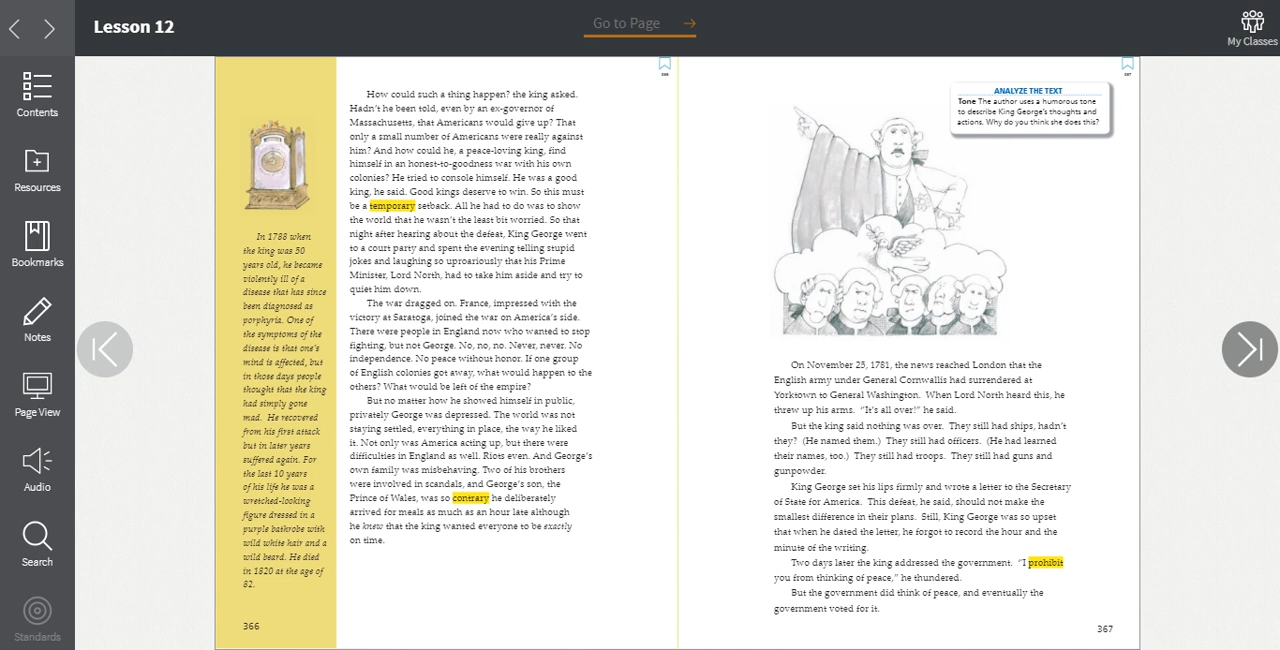 Lesson 12
Go to Page →
My Classes
Contents
Resources
Bookmarks
Notes
Page View
Audio
Search
Standards
In 1788 when
the king was 50
years old, he became
violently ill of a
disease that has since
been diagnosed as
porphyria. One of
the symptoms of the
disease is that one's
mind is affected, but
in those days people
thought that the king
had simply gone
mad. He recovered
from his first attack
but in later years
suffered again. For
the last 10 years
of his life he was a
wretched-looking
figure dressed in a
purple bathrobe with
wild white hair and a
wild beard. He died
in 1820 at the age of
82.
366
366
How could such a thing happen? the king asked.
Hadn't he been told, even by an ex-governor of
Massachusetts, that Americans would give up? That
only a small number of Americans were really against
him? And how could he, a peace-loving king, find
himself in an honest-to-goodness war with his own
colonies? He tried to console himself. He was a good
king, he said. Good kings deserve to win. So this must
be a temporary setback. All he had to do was to show
the world that he wasn't the least bit worried. So that
night after hearing about the defeat, King George went
to a court party and spent the evening telling stupid
jokes and laughing so uproariously that his Prime
Minister, Lord North, had to take him aside and try to
quiet him down.
The war dragged on. France, impressed with the
victory at Saratoga, joined the war on America's side.
There were people in England now who wanted to stop
fighting, but not George. No, no, no. Never, never. No
independence. No peace without honor. If one group
of English colonies got away, what would happen to the
others? What would be left of the empire?
But no matter how he showed himself in public,
privately George was depressed. The world was not
staying settled, everything in place, the way he liked
it. Not only was America acting up, but there were
difficulties in England as well. Riots even. And George's
own family was misbehaving. Two of his brothers
were involved in scandals, and George's son, the
Prince of Wales, was so contrary he deliberately
arrived for meals as much as an hour late although
he knew that the king wanted everyone to be exactly
on time.
367
ANALYZE THE TEXT
Tone The author uses a humorous tone
to describe King George's thoughts and
actions. Why do you think she does this?
On November 25, 1781, the news reached London that the
English army under General Cornwallis had surrendered at
Yorktown to General Washington. When Lord North heard this, he
threw up his arms. "It's all over!" he said.
But the king said nothing was over. They still had ships, hadn't
they? (He named them.) They still had officers. (He had learned
their names, too.) They still had troops. They still had guns and
gunpowder.
King George set his lips firmly and wrote a letter to the Secretary
of State for America. This defeat, he said, should not make the
smallest difference in their plans. Still, King George was so upset
that when he dated the letter, he forgot to record the hour and the
minute of the writing.
Two days later the king addressed the government. "I prohibit
you from thinking of peace," he thundered.
But the government did think of peace, and eventually the
government voted for it.
367